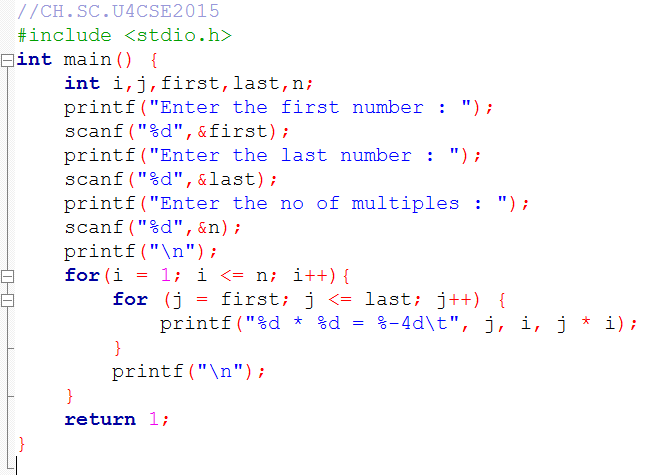 //CH.SC.U4CSE2015
#include <stdio.h>
int main() {
    int i,j,first,last,n;
    printf("Enter the first number : ");
    scanf("%d",&first);
    printf("Enter the last number : ");
    scanf("%d",&last);
    printf("Enter the no of multiples : ");
    scanf("%d",&n);
    printf("\n");
    for(i = 1; i <= n; i++){
        for (j = first; j <= last; j++) {
            printf("%d * %d = %-4d\t", j, i, j * i);
        }
        printf("\n");
    }
    return 1;
}